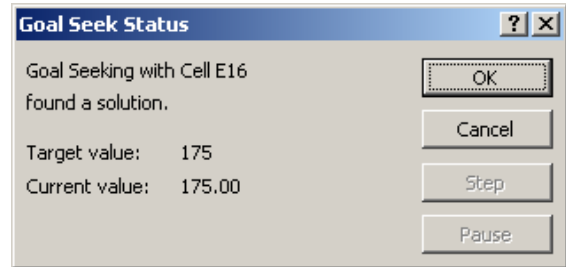 Goal Seek Status
Goal Seeking with Cell E16
found a solution.
Target value: 175
Current value: 175.00
OK
Cancel
Step
Pause